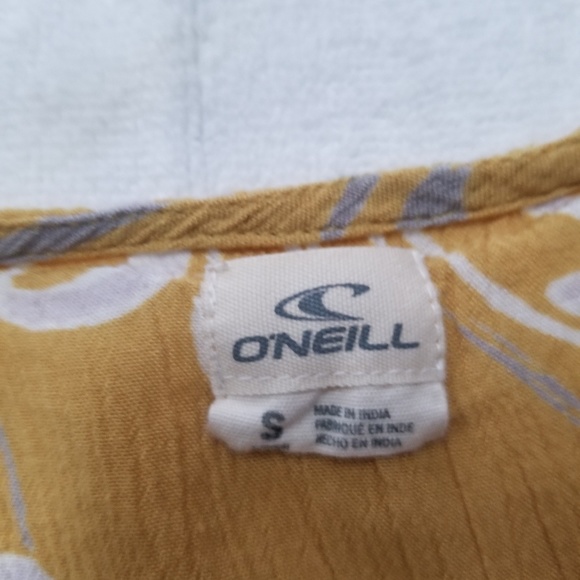 O'NEILL
S
MADE IN INDIA
FABRIQUÉ EN INDE
HECHO EN INDIA